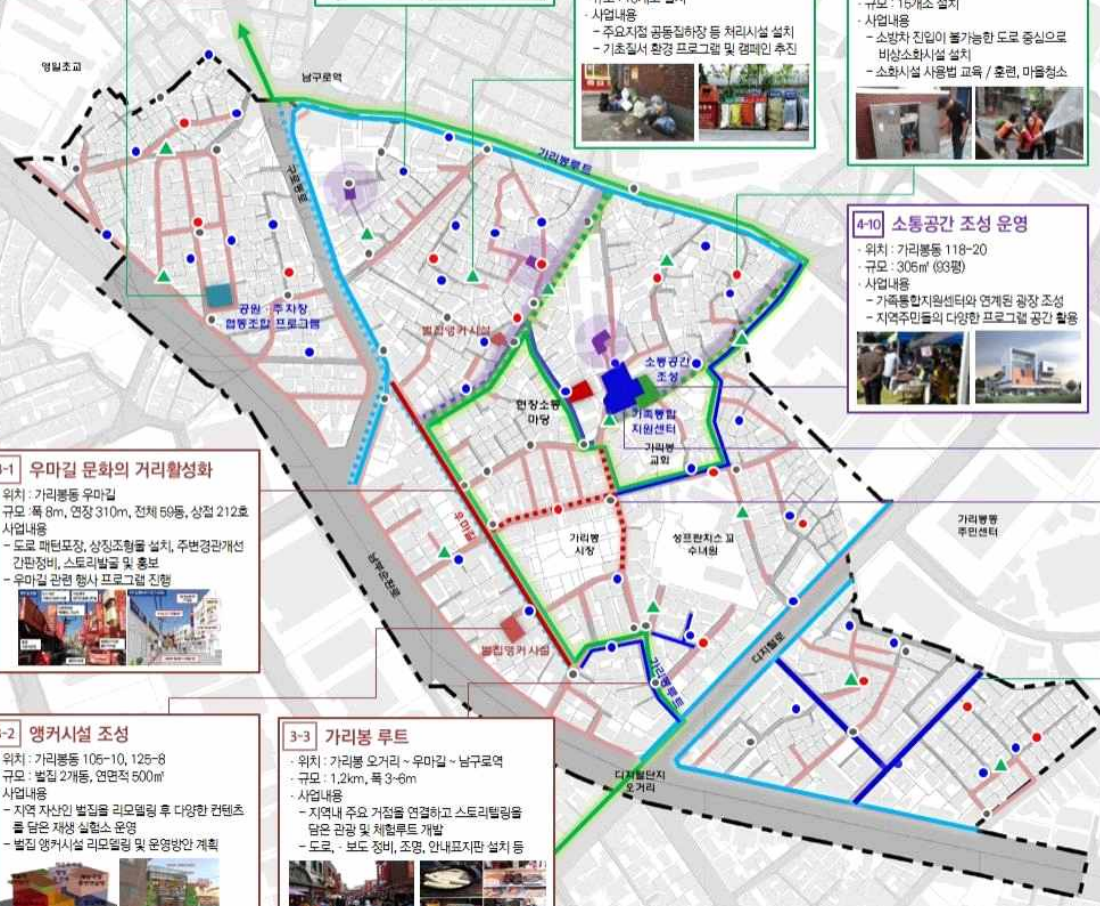 · 사업내용
- 주요지점 공동집하장 등 처리시설 설치
- 기초질서 환경 프로그램 및 캠페인 추진
· 규모 : 15개소 설치
· 사업내용
- 소방차 진입이 불가능한 도로 중심으로
비상소화시설 설치
- 소화시설 사용법 교육 / 훈련, 마을청소
영일초교
남구로역
가리봉루트
구로동로
4-10 소통공간 조성 운영
· 위치 : 가리봉동 118-20
· 규모 : 305㎡ (93평)
· 사업내용
- 가족통합지원센터와 연계된 광장 조성
- 지역주민들의 다양한 프로그램 공간 활용
공원 · 주차장
협동조합 프로그램
벌집앵커시설
소통공간
조성
현장소통
마당
가족통합
지원센터
가리봉
교회
-1 우마길 문화의 거리활성화
위치 : 가리봉동 우마길
규모 : 폭 8m, 연장 310m, 전체 59동, 상점 212호
사업내용
- 도로 패턴포장, 상징조형물 설치, 주변경관개선
간판정비, 스토리발굴 및 홍보
- 우마길 관련 행사 프로그램 진행
우마길
가리봉
시장
성프란치스꼬
수녀원
가리봉동
주민센터
남부순환로
벌집앵커시설
디지털로
가리봉루트
-2 앵커시설 조성
위치 : 가리봉동 105-10, 125-8
규모 : 벌집 2개동, 연면적 500㎡
사업내용
- 지역 자산인 벌집을 리모델링 후 다양한 컨텐츠
를 담은 재생 실험소 운영
- 벌집 앵커시설 리모델링 및 운영방안 계획
3-3 가리봉 루트
· 위치 : 가리봉 오거리 ~ 우마길 ~ 남구로역
· 규모 : 1.2km, 폭 3~6m
· 사업내용
- 지역내 주요 거점을 연결하고 스토리텔링을
담은 관광 및 체험루트 개발
- 도로, · 보도 정비, 조명, 안내표지판 설치 등
디지털단지
오거리